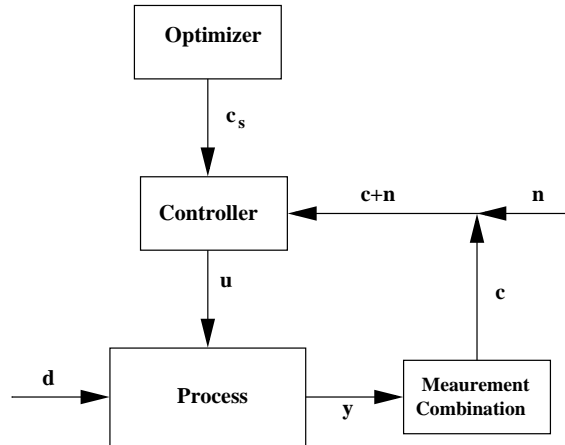 Optimizer
c s
Controller
c+n
n
u
c
d
Process
y
Meaurement
Combination